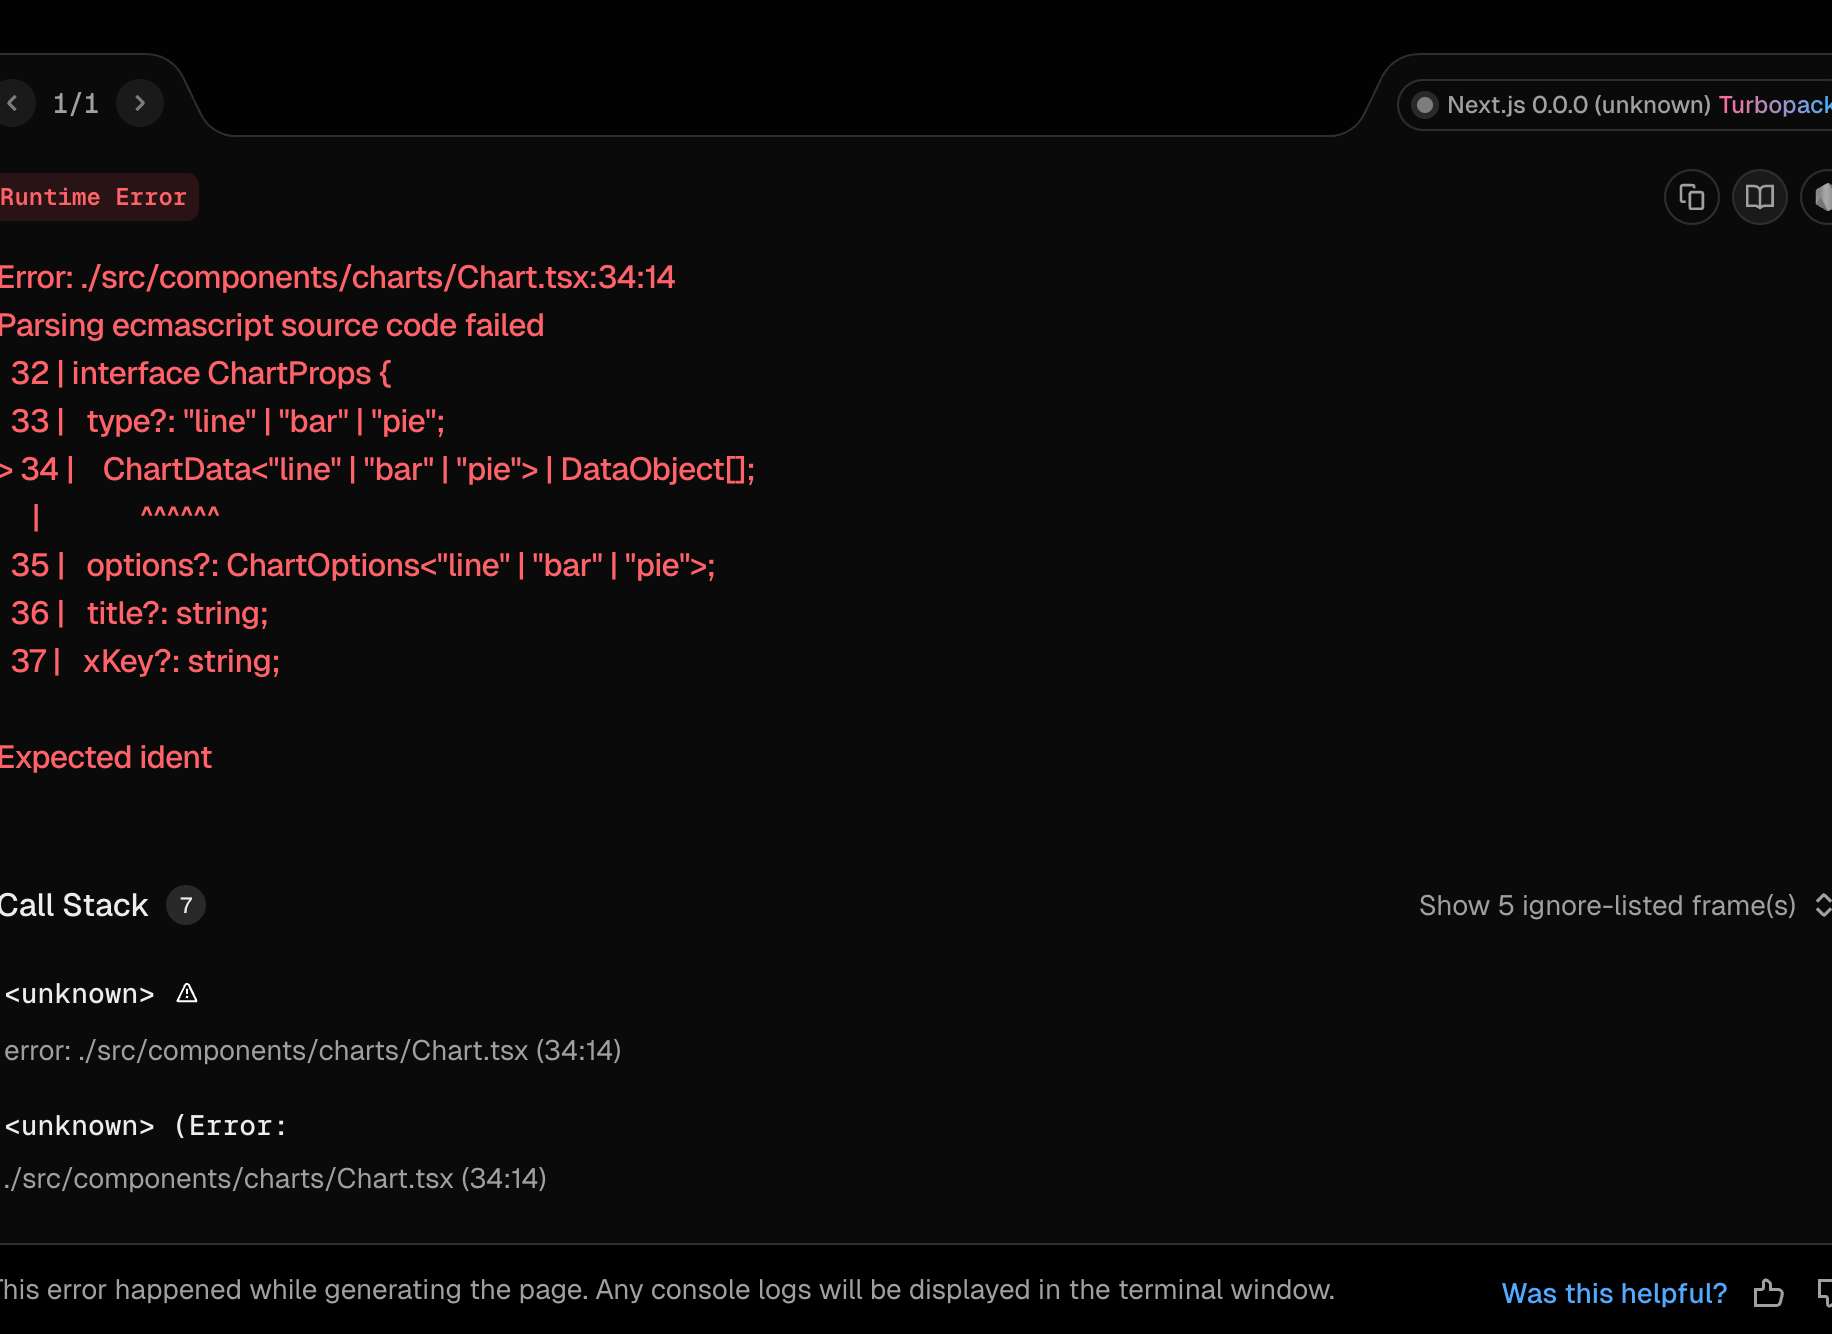 1/1
Next.js 0.0.0 (unknown) Turbopack
Runtime Error
Error: ./src/components/charts/Chart.tsx:34:14
Parsing ecmascript source code failed
32 | interface ChartProps {
33 | type?: "line" | "bar" | "pie";
> 34 | ChartData<"line" | "bar" | "pie"> | DataObject[];
| ^^^^^^
35 | options?: ChartOptions<"line" | "bar" | "pie">;
36 | title?: string;
37 | xKey?: string;
Expected ident
Call Stack 7
Show 5 ignore-listed frame(s)
<unknown>
error: ./src/components/charts/Chart.tsx (34:14)
<unknown> (Error:
./src/components/charts/Chart.tsx (34:14)
This error happened while generating the page. Any console logs will be displayed in the terminal window.
Was this helpful?